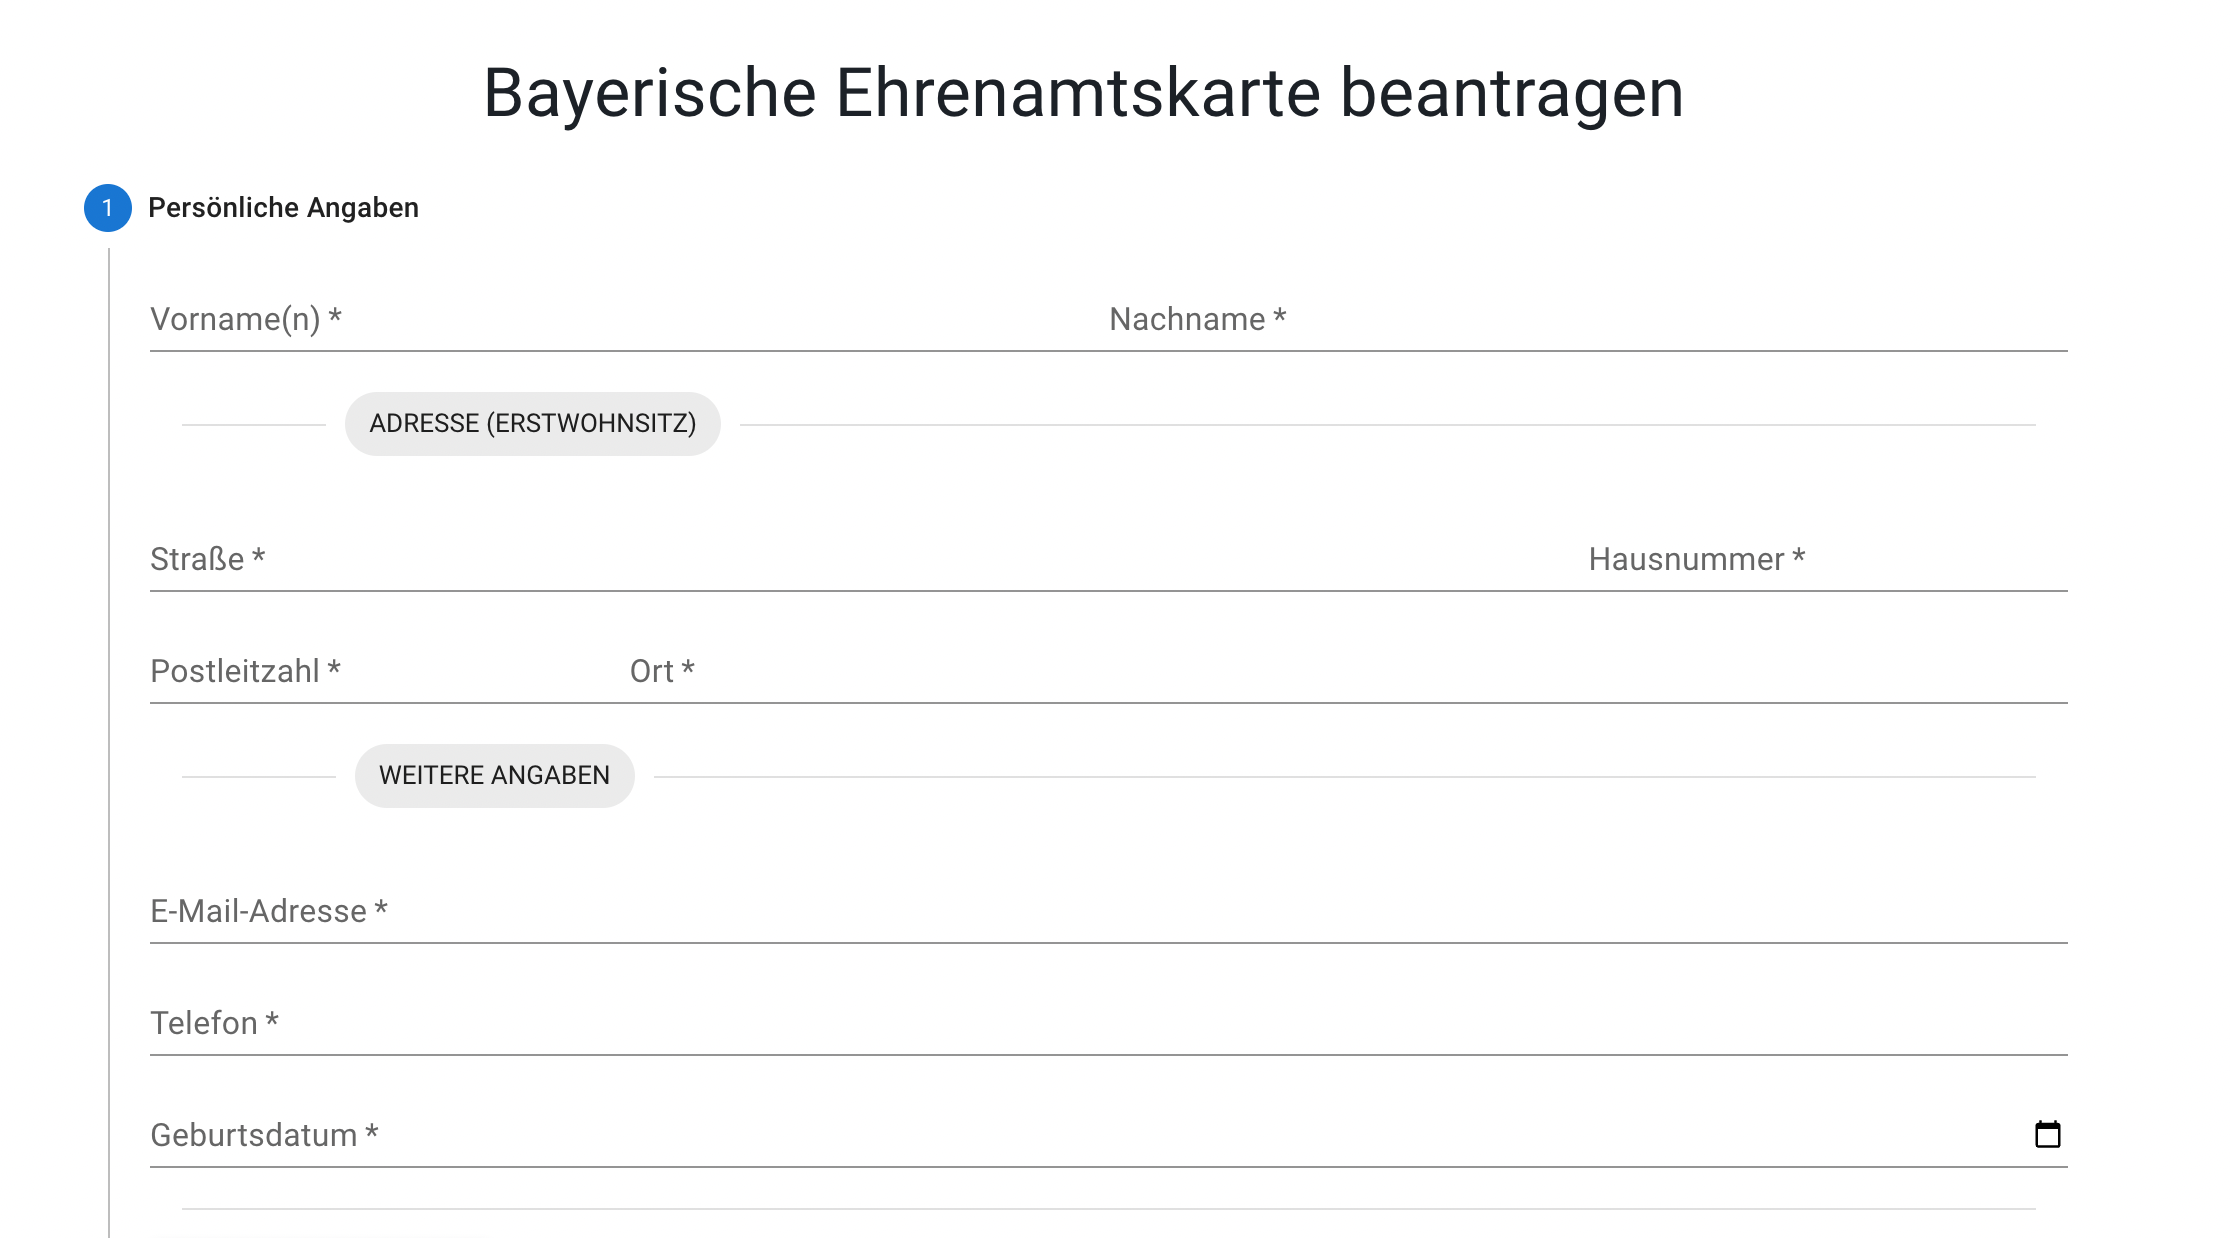 Bayerische Ehrenamtskarte beantragen
1 Persönliche Angaben
Vorname(n) * Nachname *
ADRESSE (ERSTWOHNSITZ)
Straße * Hausnummer *
Postleitzahl * Ort *
WEITERE ANGABEN
E-Mail-Adresse *
Telefon *
Geburtsdatum *